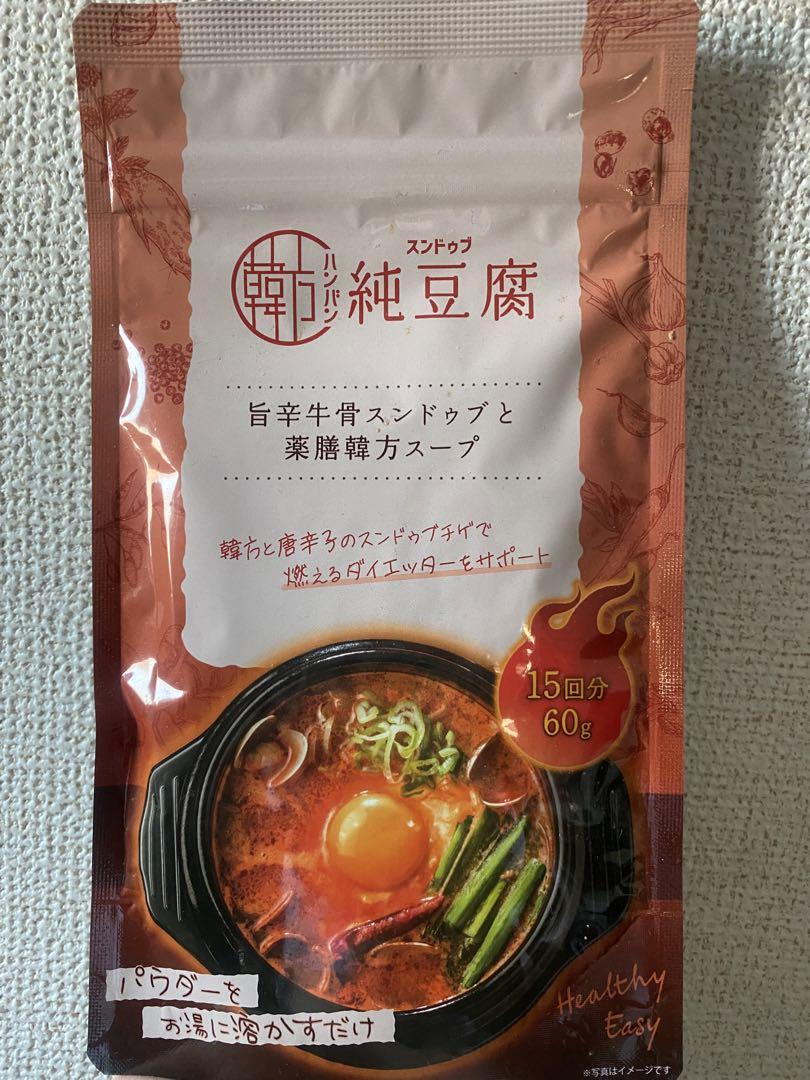 韓方
ハンバン
スンドゥブ
純豆腐
旨辛牛骨スンドゥブと
薬膳韓方スープ
韓方と唐辛子のスンドゥブチゲで
燃えるダイエッターをサポート
15回分
60g
パウダーを
お湯に溶かすだけ
Healthy
Easy
※写真はイメージです